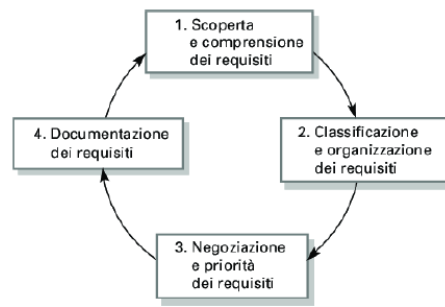 1. Scoperta
e comprensione
dei requisiti
2. Classificazione
e organizzazione
dei requisiti
3. Negoziazione
e priorità
dei requisiti
4. Documentazione
dei requisiti